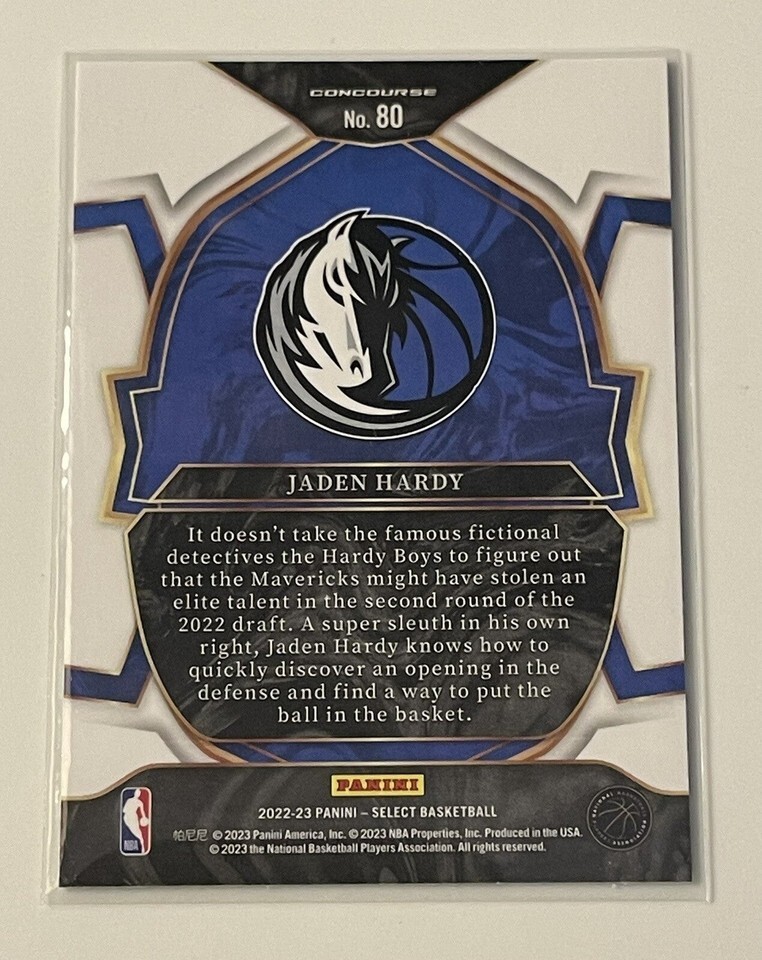 CONCOURSE
No. 80
JADEN HARDY
It doesn't take the famous fictional
detectives the Hardy Boys to figure out
that the Mavericks might have stolen an
elite talent in the second round of the
2022 draft. A super sleuth in his own
right, Jaden Hardy knows how to
quickly discover an opening in the
defense and find a way to put the
ball in the basket.
PANINI
2022-23 PANINI – SELECT BASKETBALL
帕尼尼 © 2023 Panini America, Inc. © 2023 NBA Properties, Inc. Produced in the USA.
© 2023 the National Basketball Players Association. All rights reserved.
NBA